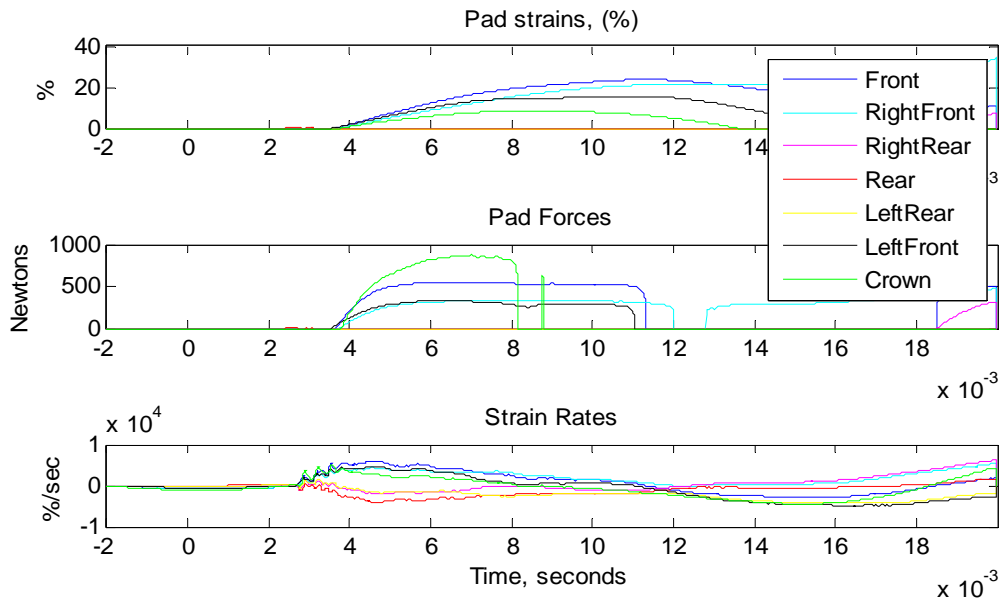 Pad strains, (%)
40
20
0
%
-2 0 2 4 6 8 10 12 14
3
Front
RightFront
RightRear
Rear
LeftRear
LeftFront
Crown
Pad Forces
1000
500
0
Newtons
-2 0 2 4 6 8 10 12 14 16 18
x 10-3
x 104
Strain Rates
1
0
-1
%/sec
-2 0 2 4 6 8 10 12 14 16 18
Time, seconds
x 10-3